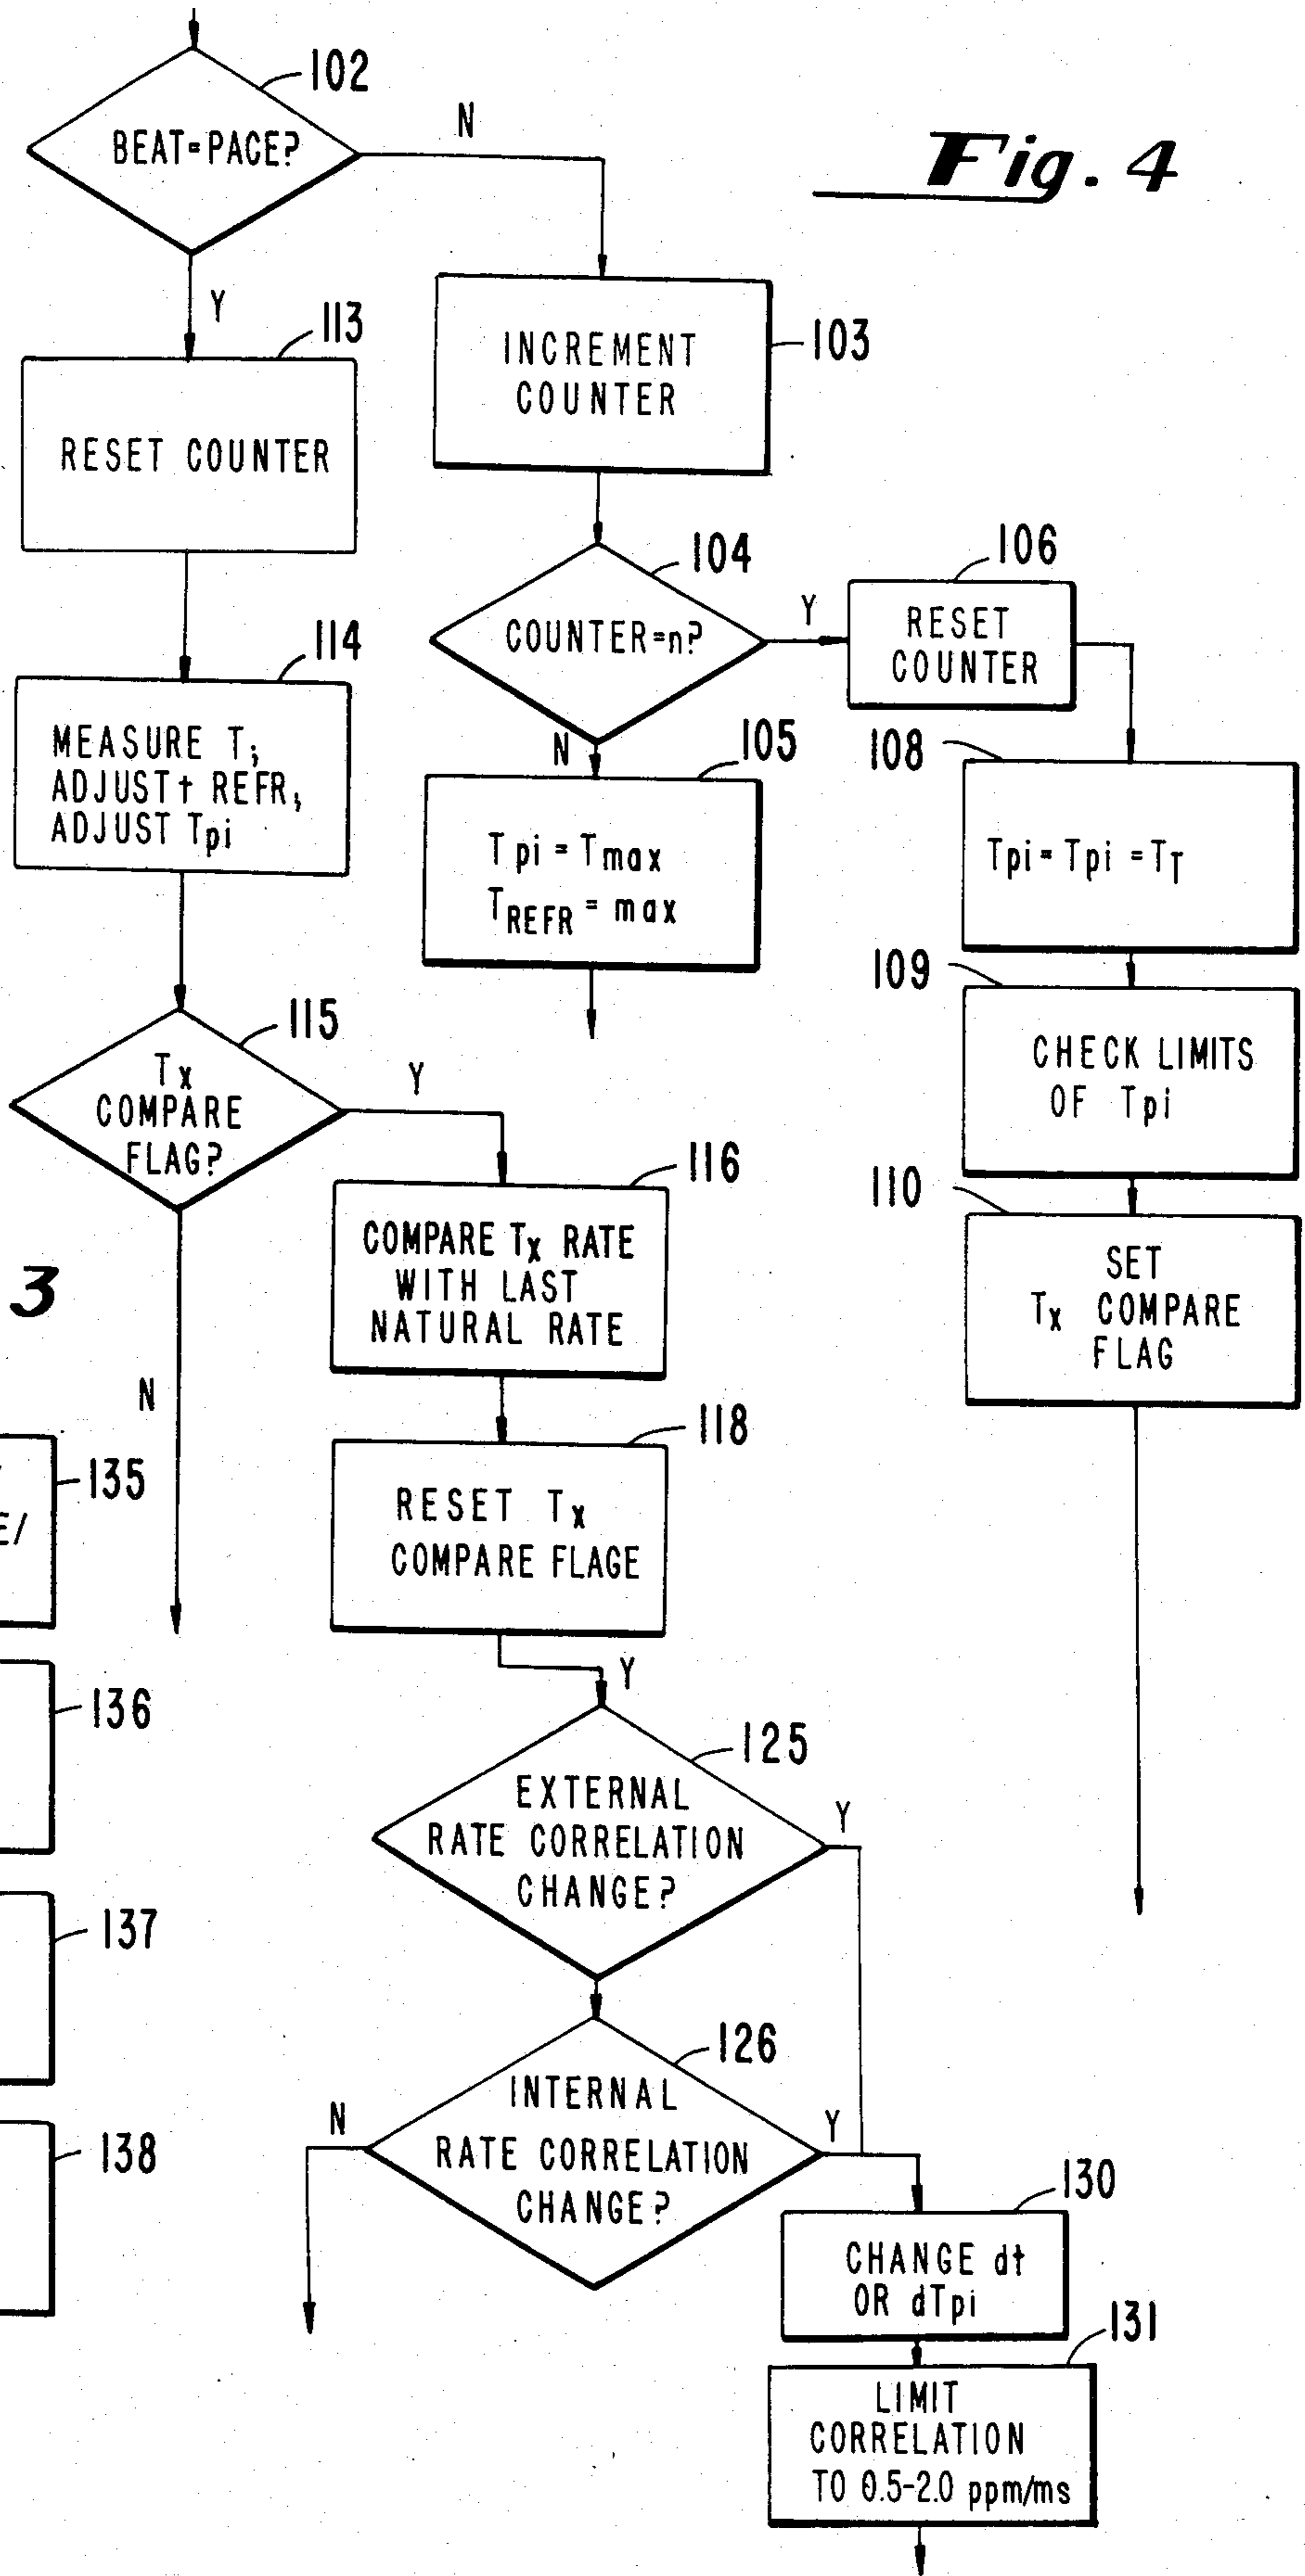 Fig. 4
102
BEAT=PACE?
N
Y
113
RESET COUNTER
INCREMENT
COUNTER
103
114
MEASURE T;
ADJUST t REFR;
ADJUST Tpi
104
COUNTER=n?
Y
N
106
RESET
COUNTER
105
Tpi = Tmax
TREFR = max
108
Tpi = Tpi = TT
109
CHECK LIMITS
OF Tpi
110
SET
Tx COMPARE
FLAG
115
Tx
COMPARE
FLAG?
Y
N
116
COMPARE Tx RATE
WITH LAST
NATURAL RATE
118
RESET Tx
COMPARE FLAGE
Y
3
135
E/
136
137
138
125
EXTERNAL
RATE CORRELATION
CHANGE?
Y
126
INTERNAL
RATE CORRELATION
CHANGE?
N
Y
130
CHANGE dt
OR dTpi
131
LIMIT
CORRELATION
TO 0.5-2.0 ppm/ms